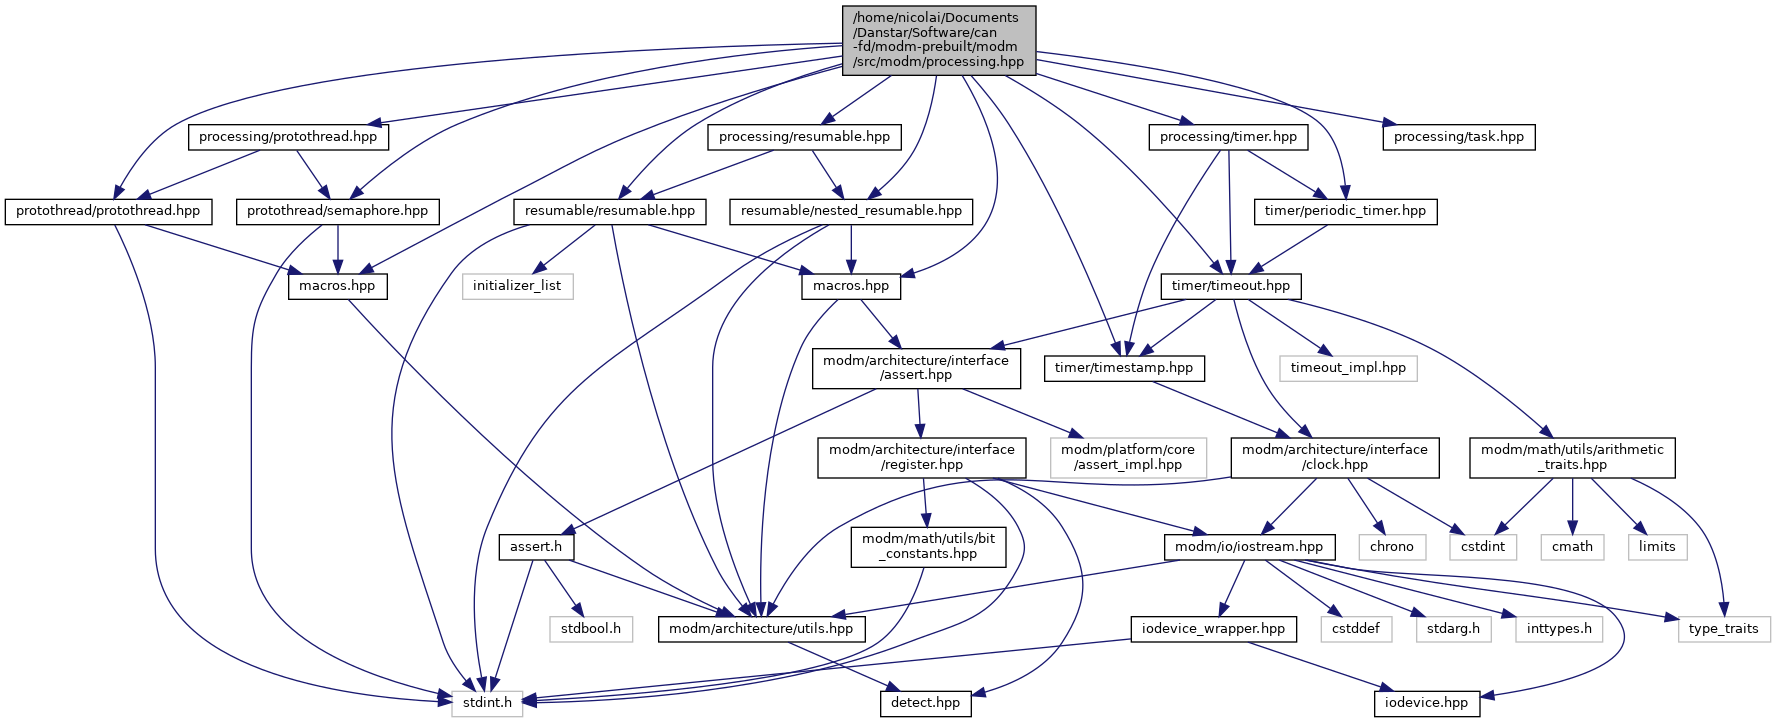 /home/nicolai/Documents
/Danstar/Software/can
-fd/modm-prebuilt/modm
/src/modm/processing.hpp
processing/protothread.hpp
processing/resumable.hpp
processing/timer.hpp
processing/task.hpp
protothread/protothread.hpp
protothread/semaphore.hpp
resumable/resumable.hpp
resumable/nested_resumable.hpp
timer/periodic_timer.hpp
macros.hpp
initializer_list
macros.hpp
timer/timeout.hpp
modm/architecture/interface
/assert.hpp
timer/timestamp.hpp
timeout_impl.hpp
modm/architecture/interface
/register.hpp
modm/platform/core
/assert_impl.hpp
modm/architecture/interface
/clock.hpp
modm/math/utils/arithmetic
_traits.hpp
assert.h
modm/math/utils/bit
_constants.hpp
modm/io/iostream.hpp
chrono
cstdint
cmath
limits
stdbool.h
modm/architecture/utils.hpp
iodevice_wrapper.hpp
cstddef
stdarg.h
inttypes.h
type_traits
stdint.h
detect.hpp
iodevice.hpp